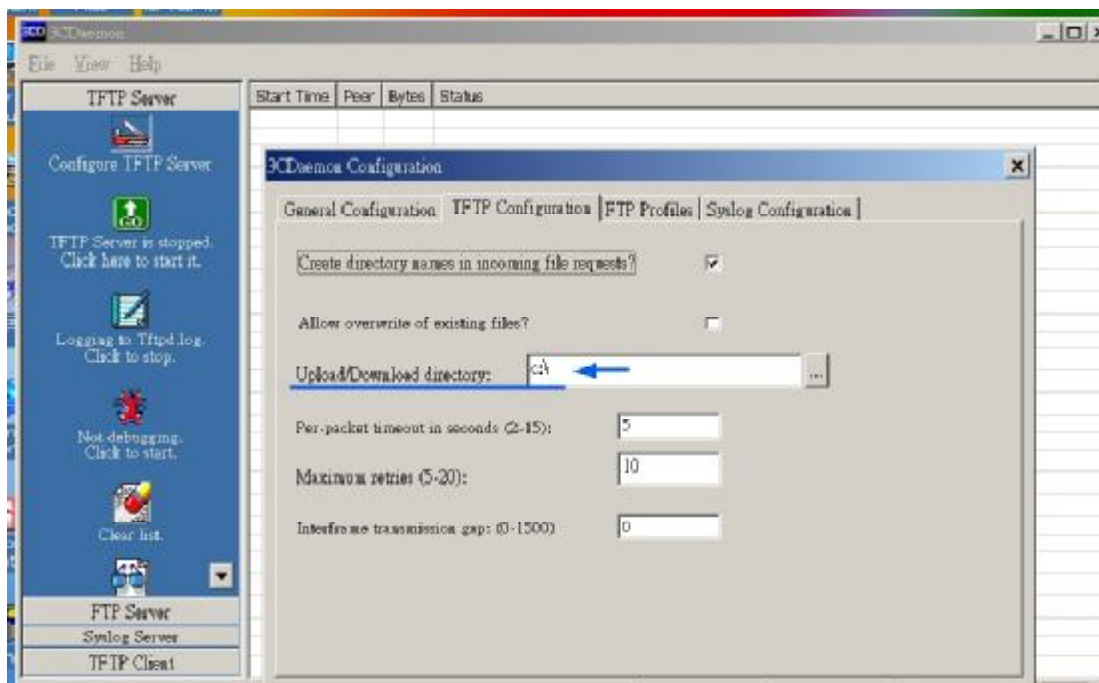 3CDaemon
File View Help
TFTP Server
Configure TFTP Server
GO
TFTP Server is stopped.
Click here to start it.
Logging to Tftpd.log.
Click to stop.
Not debugging.
Click to start.
Clear list.
FTP Server
Syslog Server
TFTP Client
Start Time Peer Bytes Status
3CDaemon Configuration
General Configuration TFTP Configuration FTP Profiles Syslog Configuration
Create directory names in incoming file requests?
Allow overwrite of existing files?
Upload/Download directory: c:\ ...
Per-packet timeout in seconds (2-15): 5
Maximum retries (5-20): 10
Interframe transmission gap: (0-1500) 0